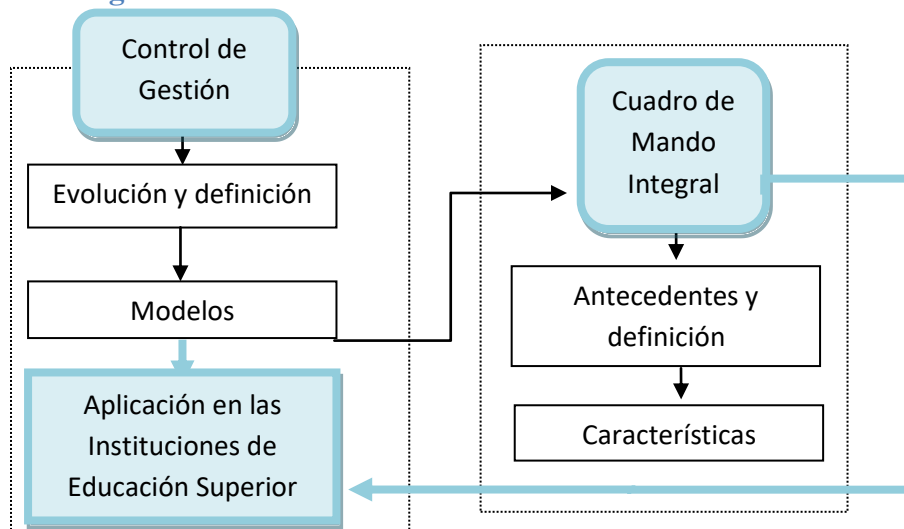 Control de
Gestión
Evolución y definición
Modelos
Aplicación en las
Instituciones de
Educación Superior
Cuadro de
Mando
Integral
Antecedentes y
definición
Características